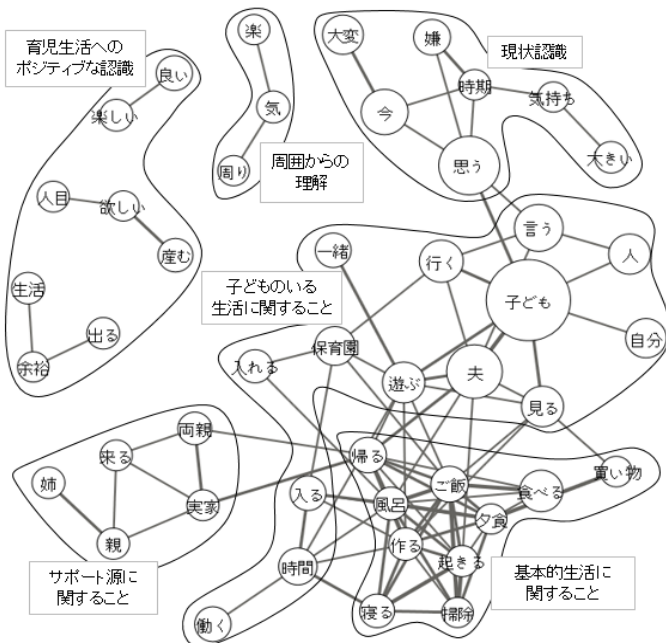 育児生活への
ポジティブな認識
良い
楽しい
人目
欲しい
産む
生活
出る
余裕
楽
気
周り
周囲からの
理解
大変
嫌
時期
気持ち
今
思う
大きい
現状認識
一緒
行く
言う
人
子ども
自分
子どものいる
生活に関すること
入れる
保育園
遊ぶ
夫
見る
両親
来る
姉
実家
親
サポート源に
関すること
帰る
入る
風呂
ご飯
食べる
買い物
夕食
作る
起きる
時間
寝る
掃除
働く
基本的生活に
関すること